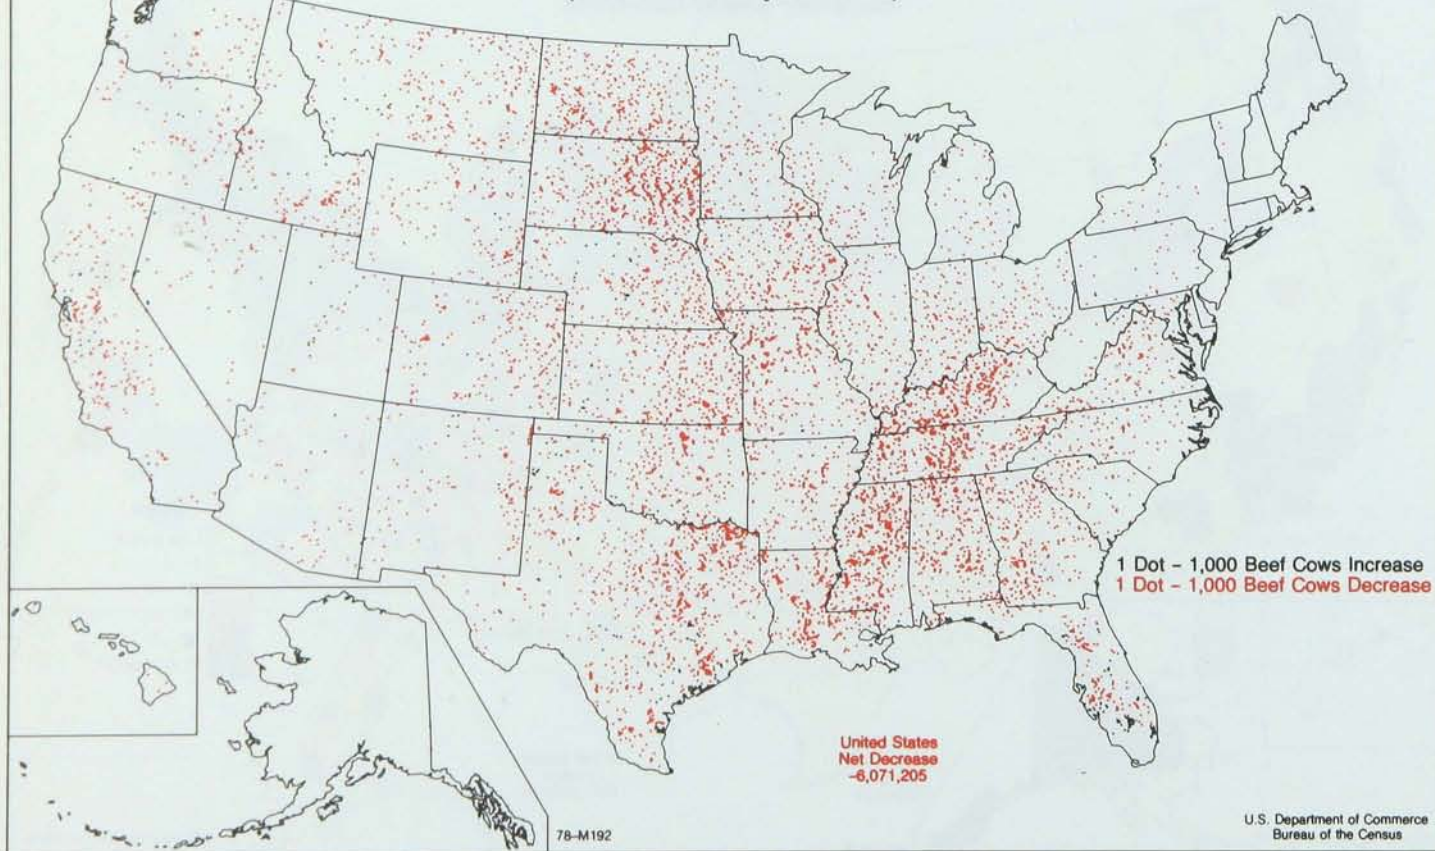 1 Dot – 1,000 Beef Cows Increase
1 Dot – 1,000 Beef Cows Decrease
United States
Net Decrease
–6,071,205
78–M192
U.S. Department of Commerce
Bureau of the Census